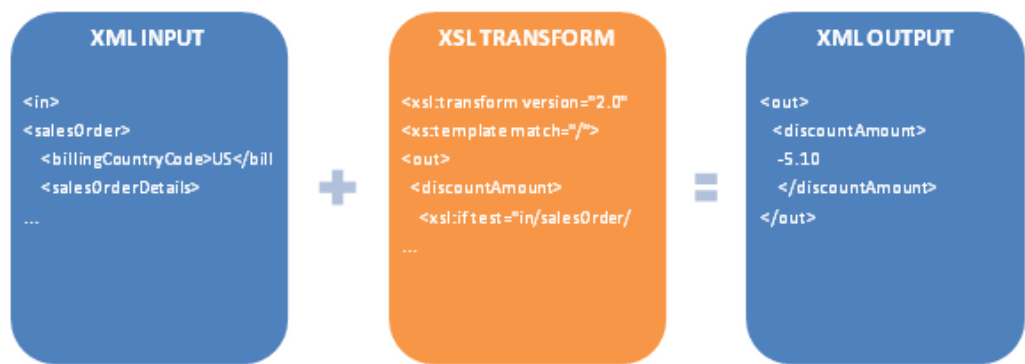 XML INPUT
<in>
<salesOrder>
<billingCountryCode>US</bill
<salesOrderDetails>
...
+
XSL TRANSFORM
<xsl:transform version="2.0"
<xs:template match="/">
<out>
<discountAmount>
<xsl:if test="in/salesOrder/
...
=
XML OUTPUT
<out>
<discountAmount>
-5.10
</discountAmount>
</out>